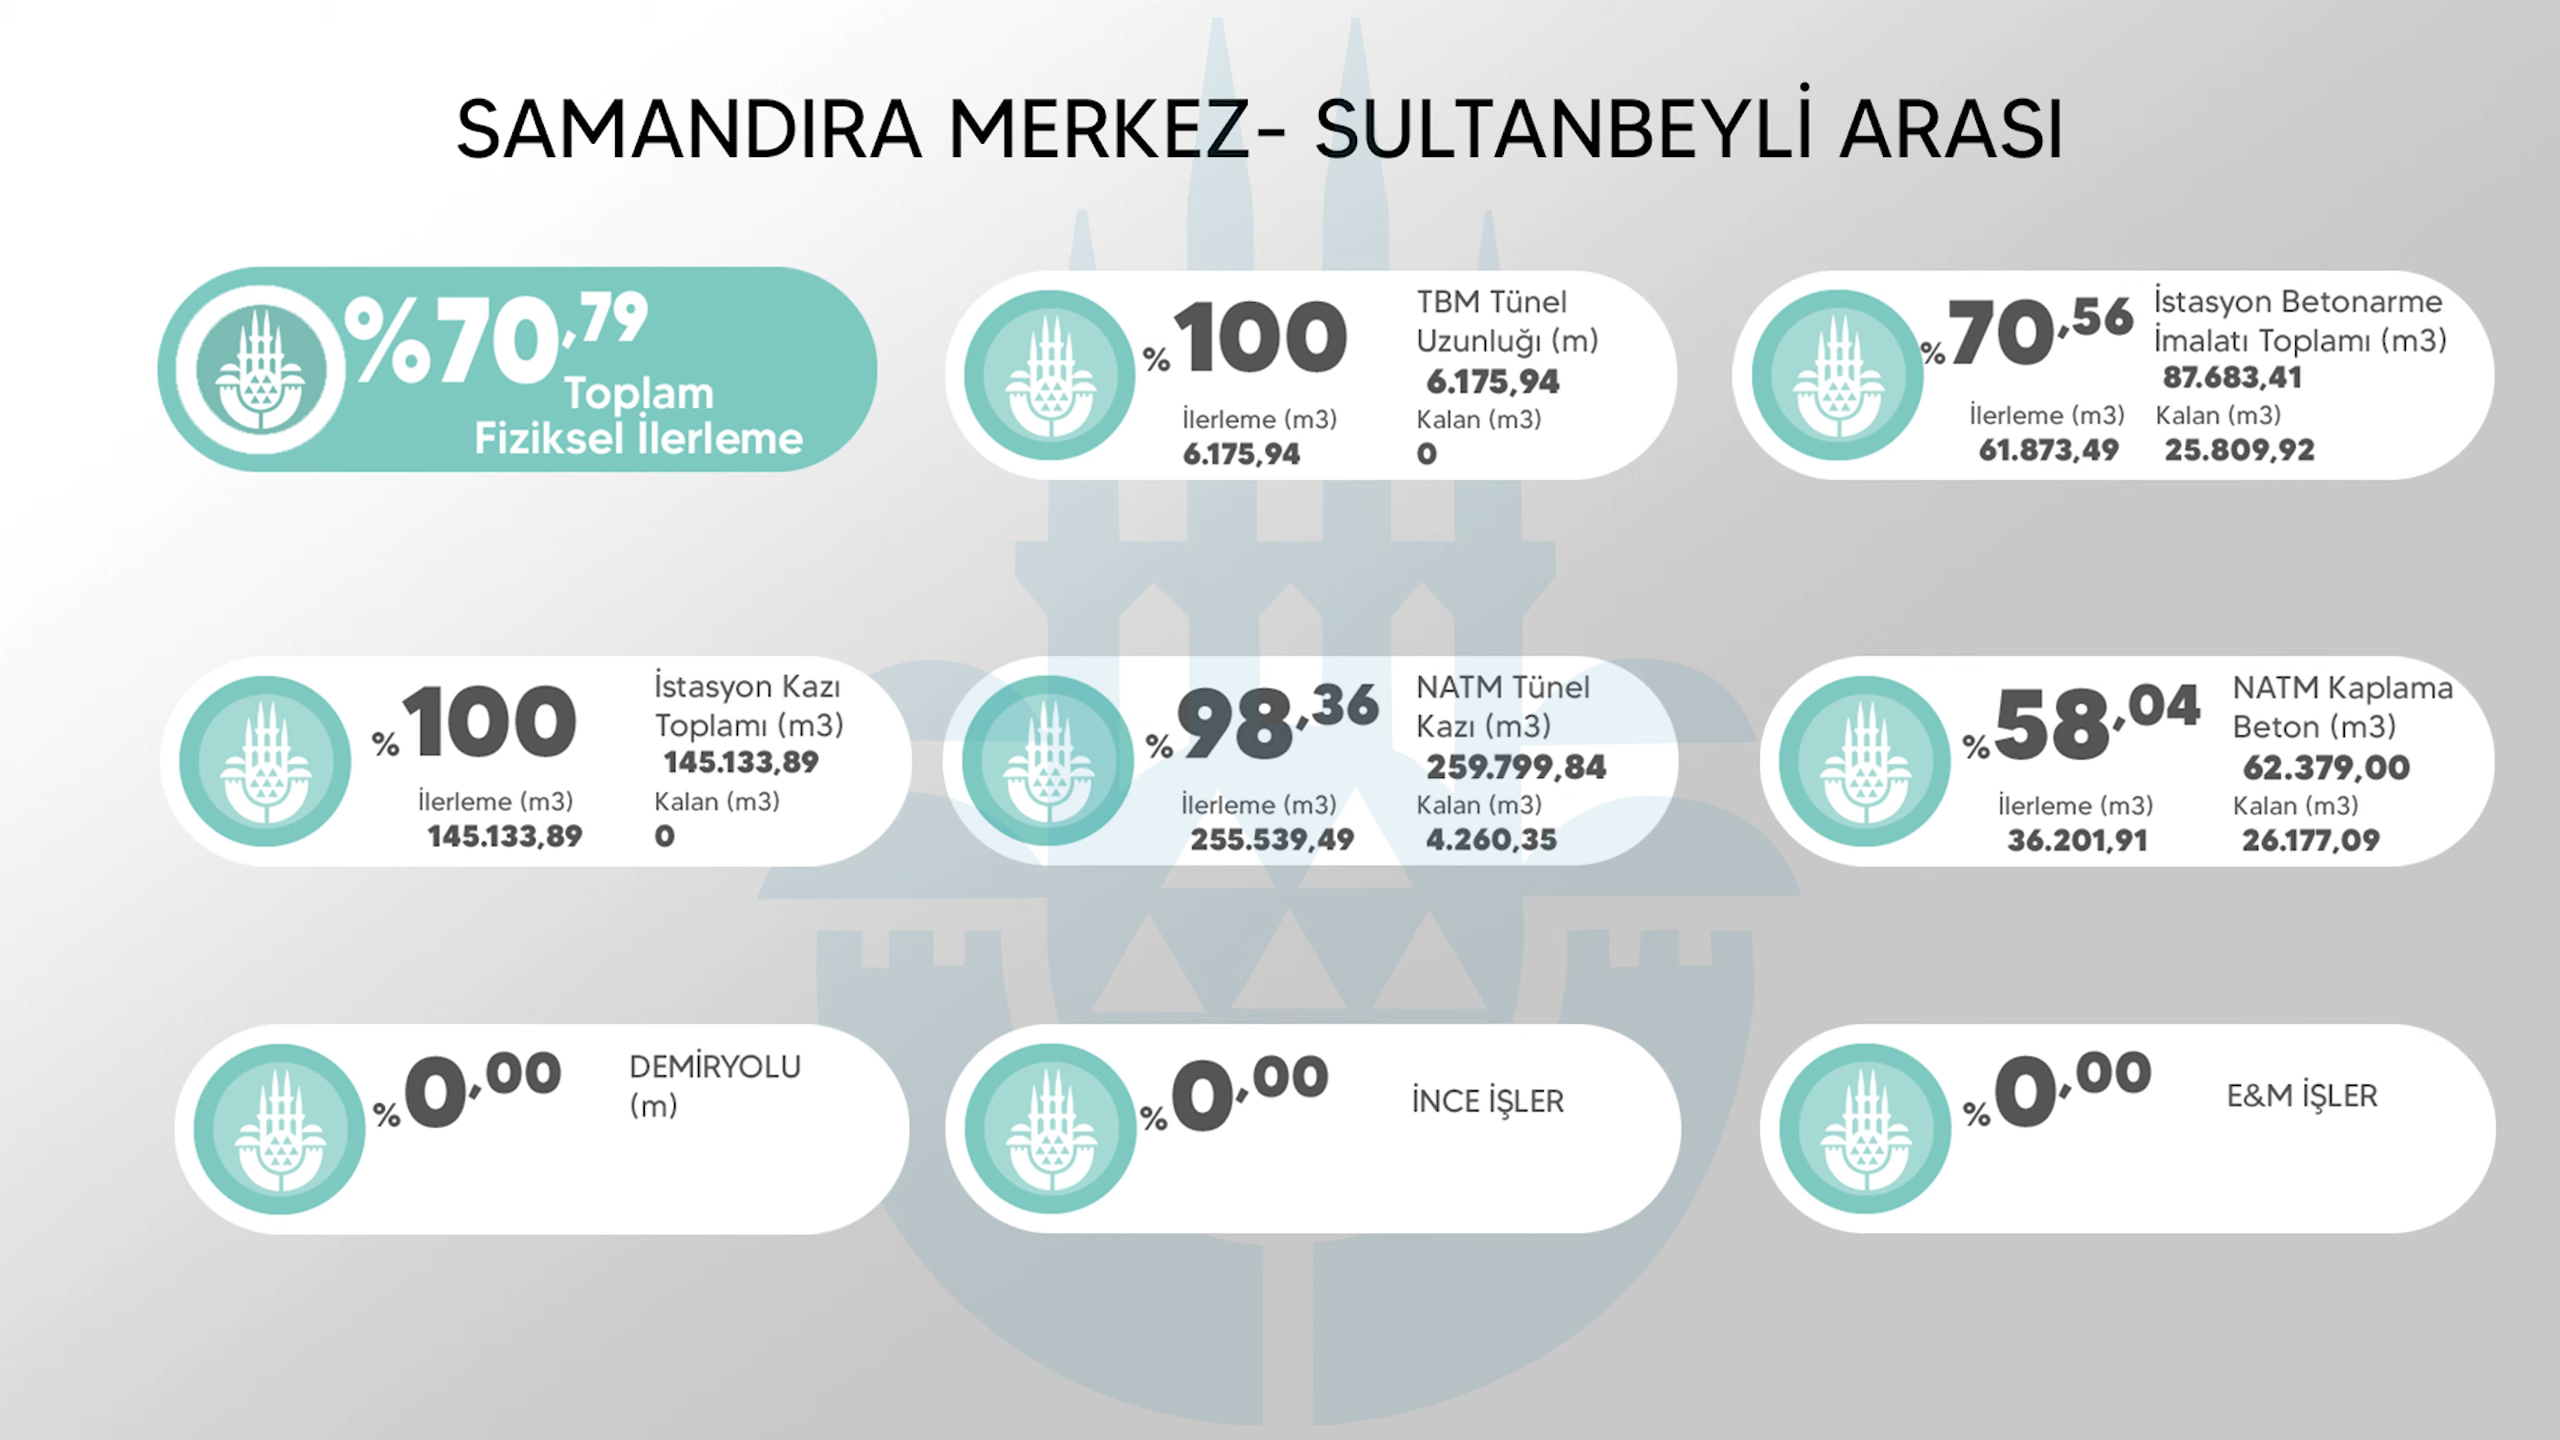 SAMANDIRA MERKEZ- SULTANBEYLİ ARASI
%70,79
Toplam
Fiziksel İlerleme
%100
TBM Tünel
Uzunluğı (m)
6.175,94
İlerleme (m3)
6.175,94
Kalan (m3)
0
%70,56
İstasyon Betonarme
İmalatı Toplamı (m3)
87.683,41
İlerleme (m3)
61.873,49
Kalan (m3)
25.809,92
%100
İstasyon Kazı
Toplamı (m3)
145.133,89
İlerleme (m3)
145.133,89
Kalan (m3)
0
%98,36
NATM Tünel
Kazı (m3)
259.799,84
İlerleme (m3)
255.539,49
Kalan (m3)
4.260,35
%58,04
NATM Kaplama
Beton (m3)
62.379,00
İlerleme (m3)
36.201,91
Kalan (m3)
26.177,09
%0,00
DEMİRYOLU
(m)
%0,00
İNCE İŞLER
%0,00
E&M İŞLER